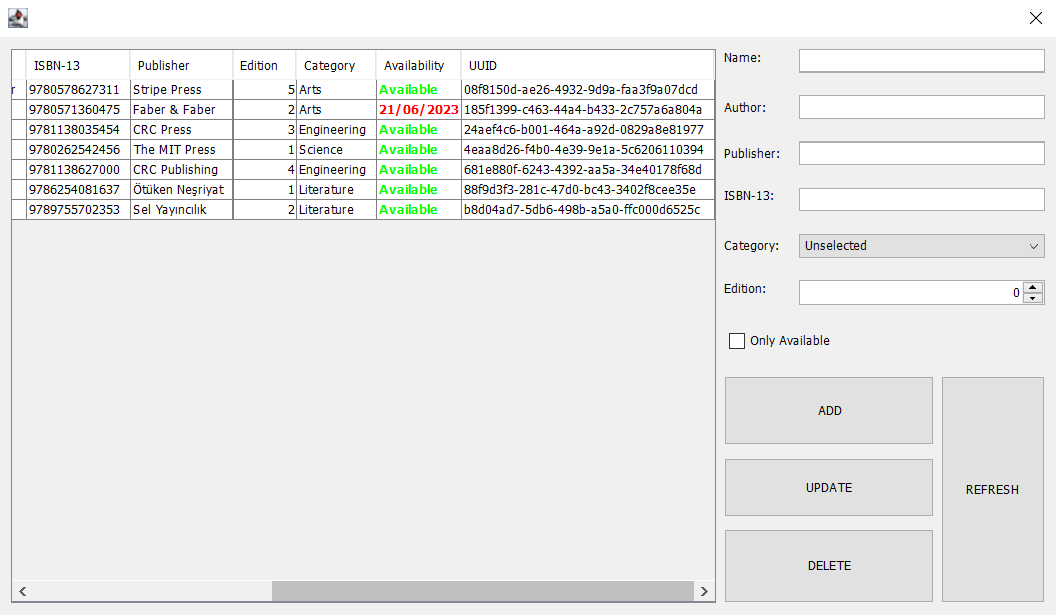 ISBN-13 Publisher Edition Category Availability UUID
r 9780578627311 Stripe Press 5 Arts Available 08f8150d-ae26-4932-9d9a-faa3f9a07dcd
9780571360475 Faber & Faber 2 Arts 21/06/2023 185f1399-c463-44a4-b433-2c757a6a804a
9781138035454 CRC Press 3 Engineering Available 24aef4c6-b001-464a-a92d-0829a8e81977
9780262542456 The MIT Press 1 Science Available 4eaa8d26-f4b0-4e39-9e1a-5c6206110394
9781138627000 CRC Publishing 4 Engineering Available 681e880f-6243-4392-aa5a-34e40178f68d
9786254081637 Ötüken Neşriyat 1 Literature Available 88f9d3f3-281c-47d0-bc43-3402f8cee35e
9789755702353 Sel Yayıncılık 2 Literature Available b8d04ad7-5db6-498b-a5a0-ffc000d6525c
Name:
Author:
Publisher:
ISBN-13:
Category: Unselected
Edition: 0
Only Available
ADD
UPDATE
DELETE
REFRESH